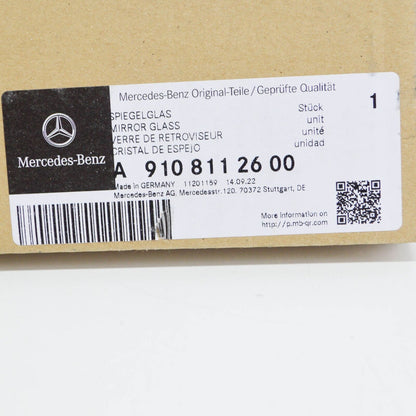 Mercedes-Benz Original-Teile/Geprüfte Qualität
SPIEGELGLAS Stück 1
MIRROR GLASS unit
VERRE DE RETROVISEUR unité
CRISTAL DE ESPEJO unidad
Mercedes-Benz
A 910 811 26 00
Made in GERMANY 11201159 14.09.22
Mercedes-Benz AG, Mercedesstr.120, 70372 Stuttgart, DE
More information on
http://p.mb-qr.com